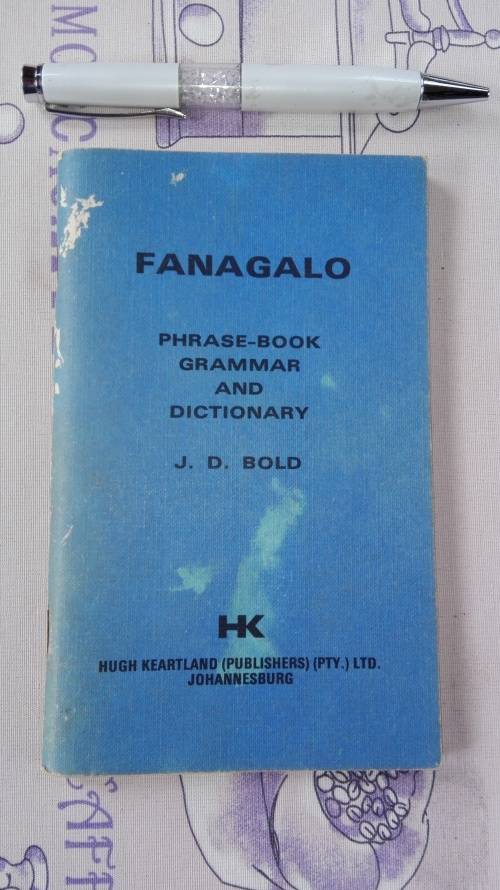 FANAGALO
PHRASE-BOOK
GRAMMAR
AND
DICTIONARY
J. D. BOLD
HK
HUGH KEARTLAND (PUBLISHERS) (PTY.) LTD.
JOHANNESBURG